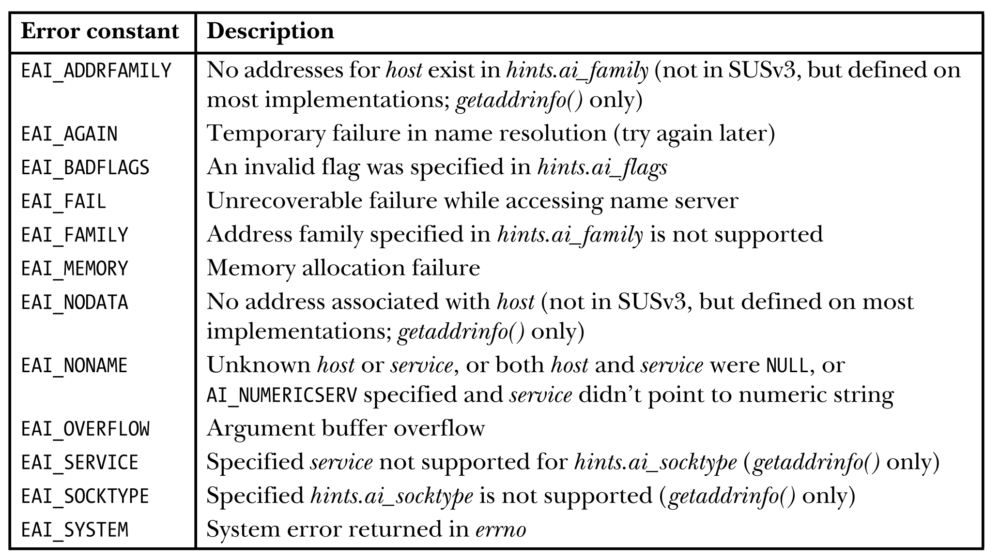 Error constant Description
EAI_ADDRFAMILY No addresses for host exist in hints.ai_family (not in SUSv3, but defined on
most implementations; getaddrinfo() only)
EAI_AGAIN Temporary failure in name resolution (try again later)
EAI_BADFLAGS An invalid flag was specified in hints.ai_flags
EAI_FAIL Unrecoverable failure while accessing name server
EAI_FAMILY Address family specified in hints.ai_family is not supported
EAI_MEMORY Memory allocation failure
EAI_NODATA No address associated with host (not in SUSv3, but defined on most
implementations; getaddrinfo() only)
EAI_NONAME Unknown host or service, or both host and service were NULL, or
AI_NUMERICSERV specified and service didn’t point to numeric string
EAI_OVERFLOW Argument buffer overflow
EAI_SERVICE Specified service not supported for hints.ai_socktype (getaddrinfo() only)
EAI_SOCKTYPE Specified hints.ai_socktype is not supported (getaddrinfo() only)
EAI_SYSTEM System error returned in errno